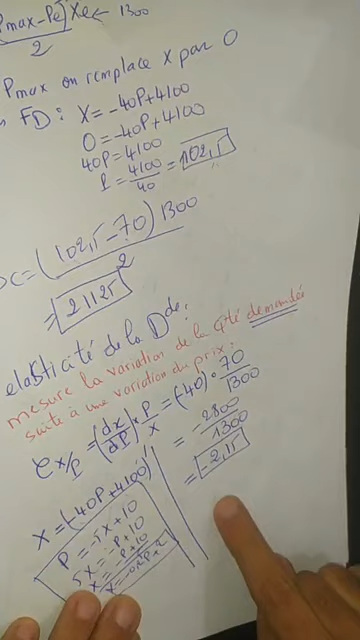 (Pmax-Pe)Xe ← 1300
2
Pmax on remplace X par 0
FD: X=-40P+4100
0=-40P+4100
40P=4100
P=4100/40=102,5
DC=(102,5-70)1300
2
=21125
elasticité de la Dde:
mesure la variation de la qté demandée
suite à une variation du prix:
ex/p=(dx/dP)*P/x=(-40)·70/1300
=-2800/1300
=-2,15
X=(-40P+4100)'
P=-5X+10
5X=-P+10
X=-P+10